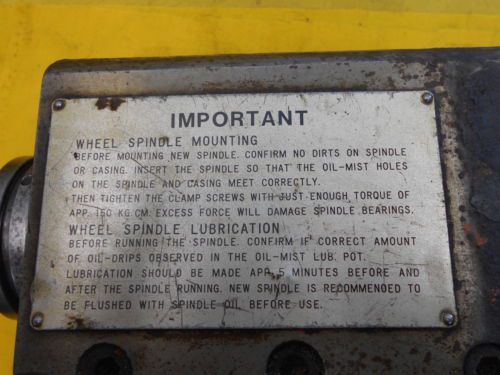 IMPORTANT
WHEEL SPINDLE MOUNTING
BEFORE MOUNTING NEW SPINDLE. CONFIRM NO DIRTS ON SPINDLE
OR CASING. INSERT THE SPINDLE SO THAT THE OIL-MIST HOLES
ON THE SPINDLE AND CASING MEET CORRECTLY.
THEN TIGHTEN THE CLAMP SCREWS WITH JUST ENOUGH TORQUE OF
APP. 150 KG.CM. EXCESS FORCE WILL DAMAGE SPINDLE BEARINGS.
WHEEL SPINDLE LUBRICATION
BEFORE RUNNING THE SPINDLE. CONFIRM IF CORRECT AMOUNT
OF OIL-DRIPS OBSERVED IN THE OIL-MIST LUB. POT.
LUBRICATION SHOULD BE MADE APP. 5 MINUTES BEFORE AND
AFTER THE SPINDLE RUNNING. NEW SPINDLE IS RECOMMENDED TO
BE FLUSHED WITH SPINDLE OIL BEFORE USE.